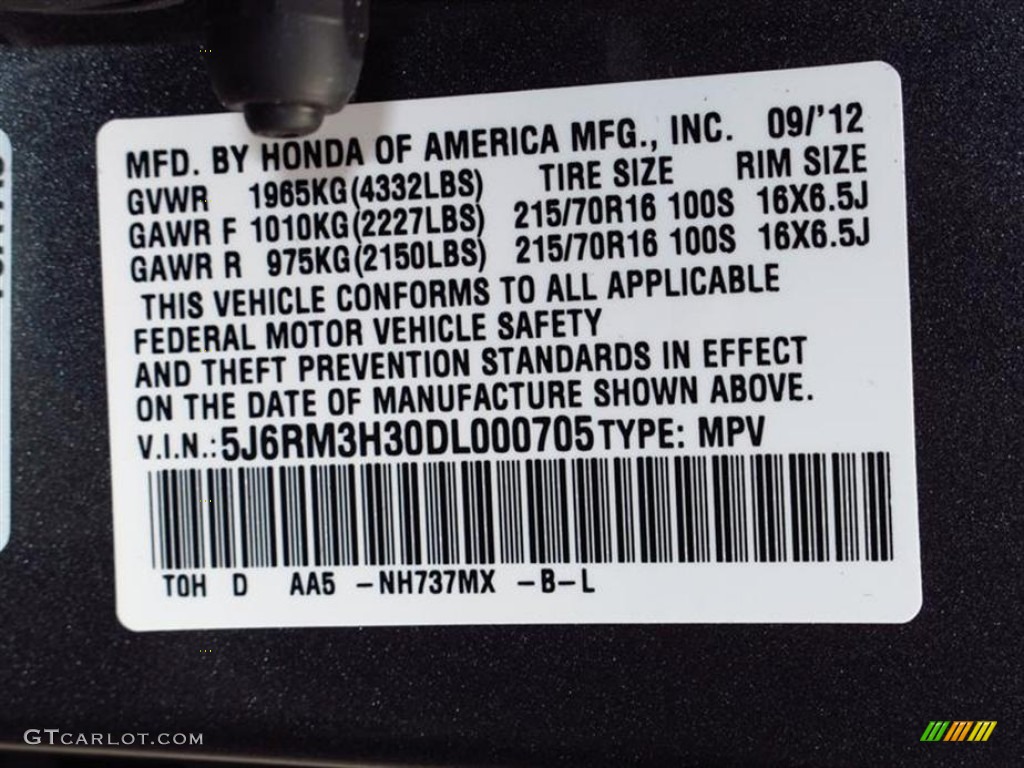 MFD. BY HONDA OF AMERICA MFG., INC. 09/'12
GVWR 1965KG(4332LBS) TIRE SIZE RIM SIZE
GAWR F 1010KG(2227LBS) 215/70R16 100S 16X6.5J
GAWR R 975KG(2150LBS) 215/70R16 100S 16X6.5J
THIS VEHICLE CONFORMS TO ALL APPLICABLE
FEDERAL MOTOR VEHICLE SAFETY
AND THEFT PREVENTION STANDARDS IN EFFECT
ON THE DATE OF MANUFACTURE SHOWN ABOVE.
V.I.N.:5J6RM3H30DL000705 TYPE: MPV
TOH D AA5 -NH737MX -B-L
GTCARLOT.COM